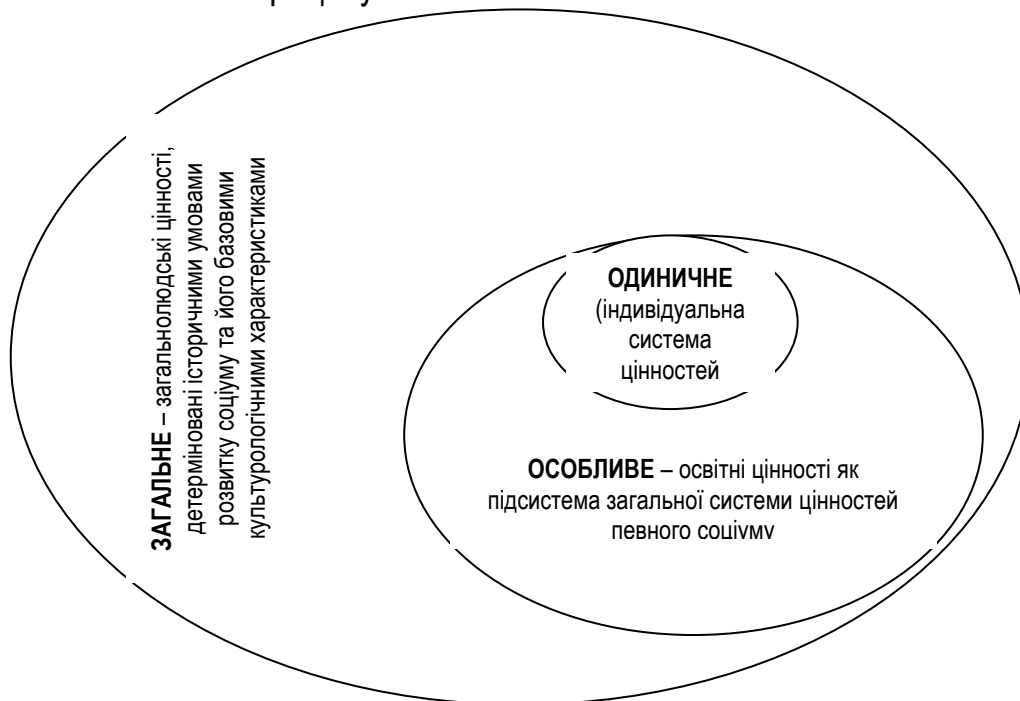 ЗАГАЛЬНЕ – загальнолюдські цінності,
детерміновані історичними умовами
розвитку соціуму та його базовими
культурологічними характеристиками
ОДИНИЧНЕ
(індивідуальна
система
цінностей
ОСОБЛИВЕ – освітні цінності як
підсистема загальної системи цінностей
певного соціуму